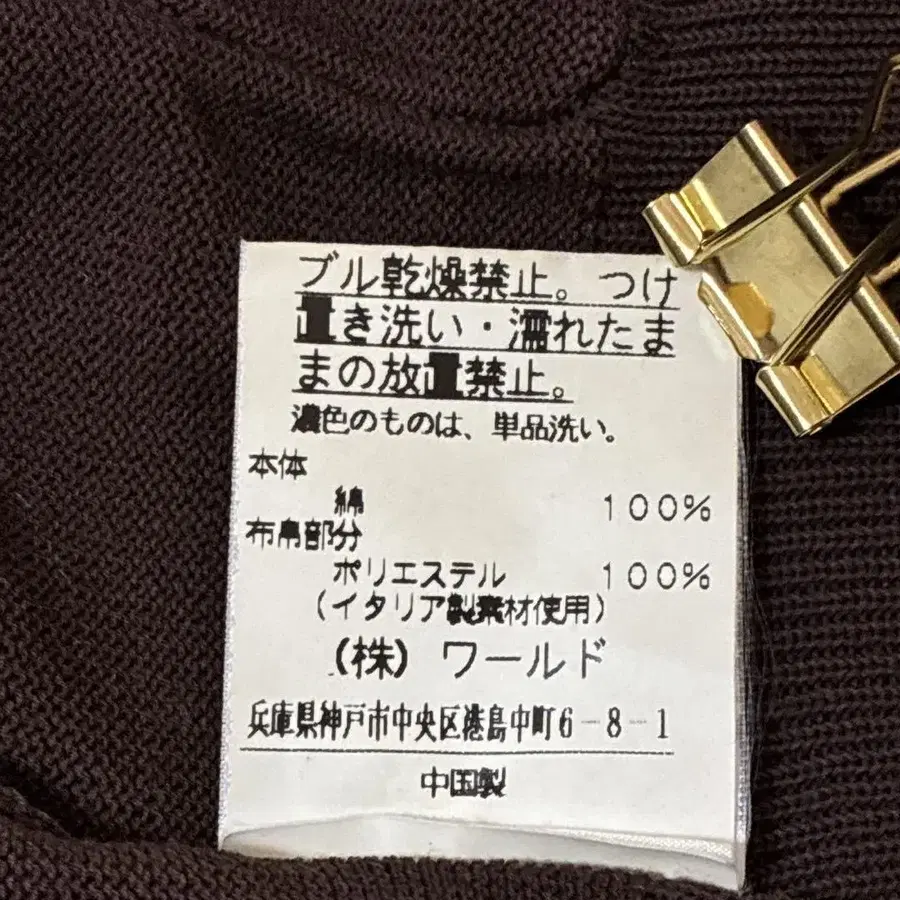 ブル乾燥禁止。つけ
置き洗い・濡れたま
まの放置禁止。
濃色のものは、単品洗い。
本体
綿 100%
布帛部分
ポリエステル 100%
(イタリア製素材使用)
(株) ワールド
兵庫県神戸市中央区港島中町6-8-1
中国製